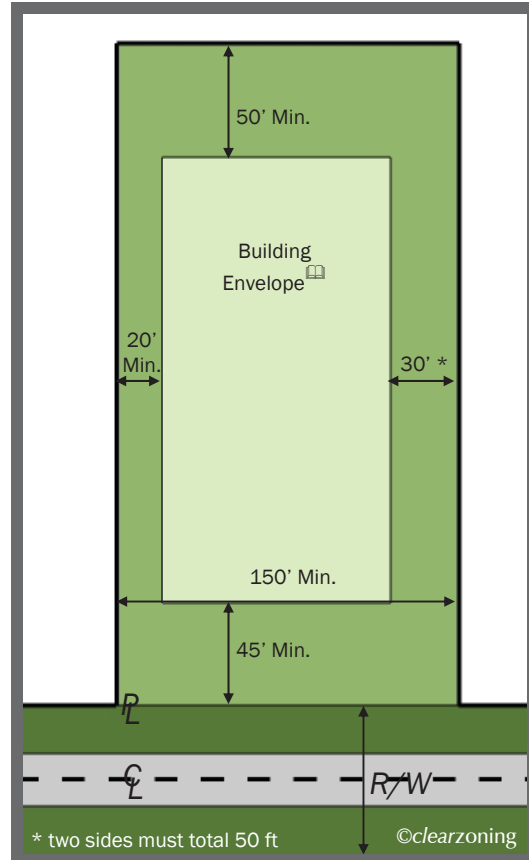 50’ Min.
Building
Envelope
20’
Min.
30’ *
150’ Min.
45’ Min.
PL
CL
R/W
* two sides must total 50 ft
©clearzoning